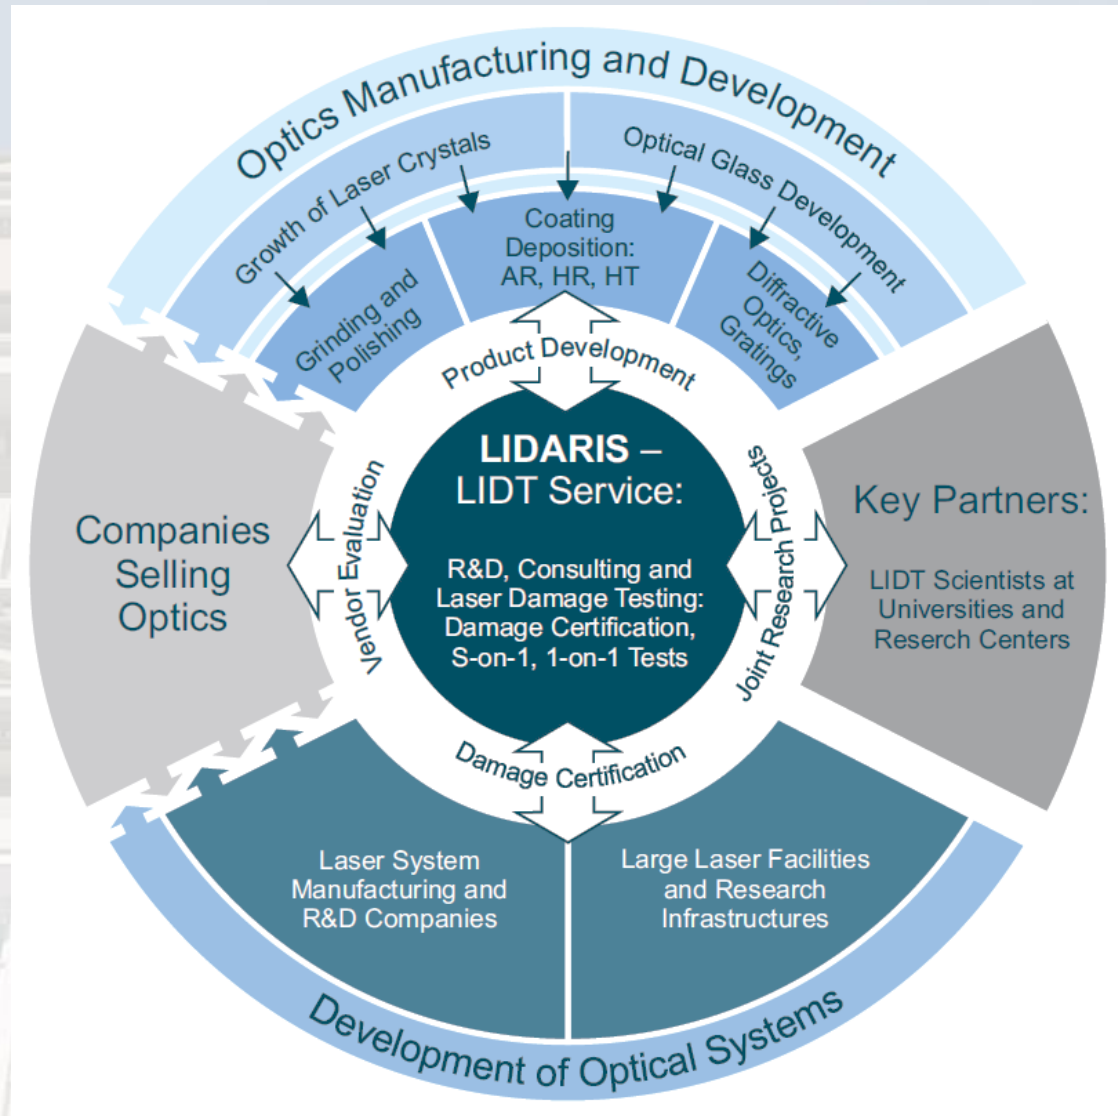 Optics Manufacturing and Development
Growth of Laser Crystals
Optical Glass Development
Grinding and
Polishing
Coating
Deposition:
AR, HR, HT
Diffractive
Optics,
Gratings
Product Development
LIDARIS –
LIDT Service:
R&D, Consulting and
Laser Damage Testing:
Damage Certification,
S-on-1, 1-on-1 Tests
Vendor Evaluation
Joint Research Projects
Damage Certification
Companies
Selling
Optics
Key Partners:
LIDT Scientists at
Universities and
Reserch Centers
Laser System
Manufacturing and
R&D Companies
Large Laser Facilities
and Research
Infrastructures
Development of Optical Systems